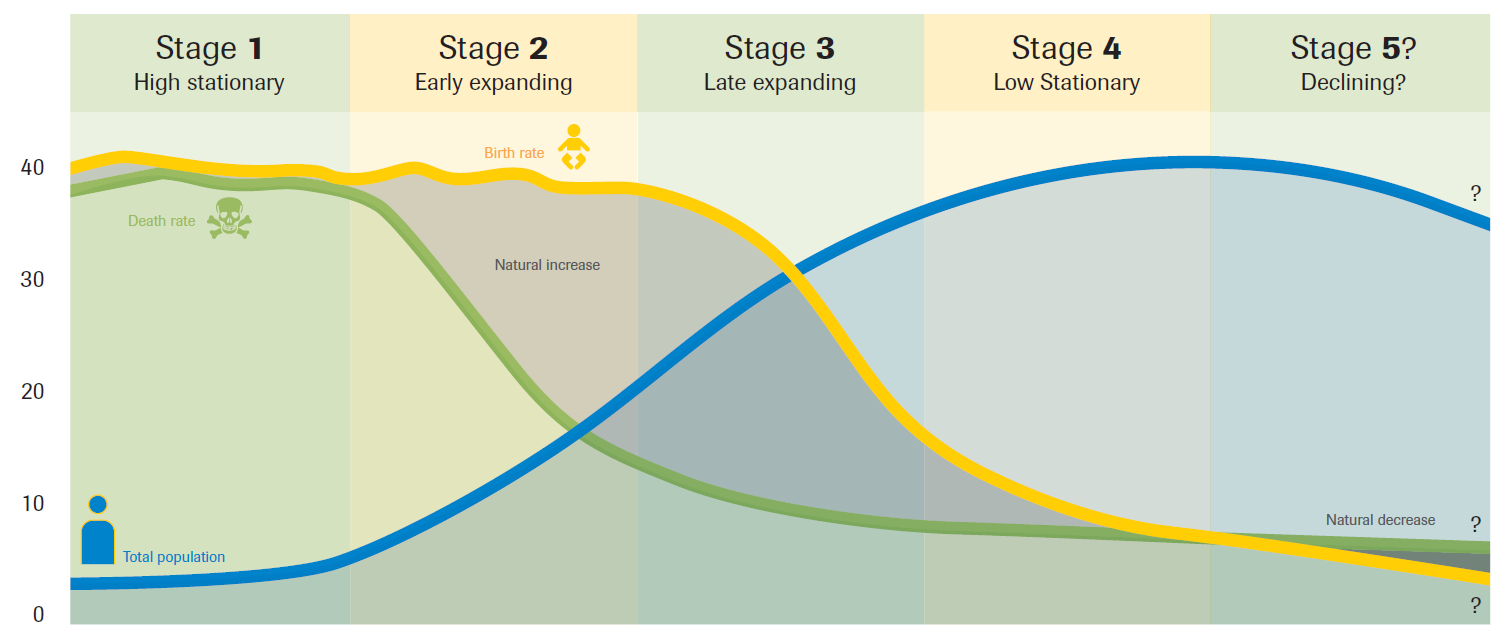 Stage 1
High stationary
Stage 2
Early expanding
Stage 3
Late expanding
Stage 4
Low Stationary
Stage 5?
Declining?
40
30
20
10
0
Birth rate
Death rate
Natural increase
Total population
Natural decrease
?
?
?